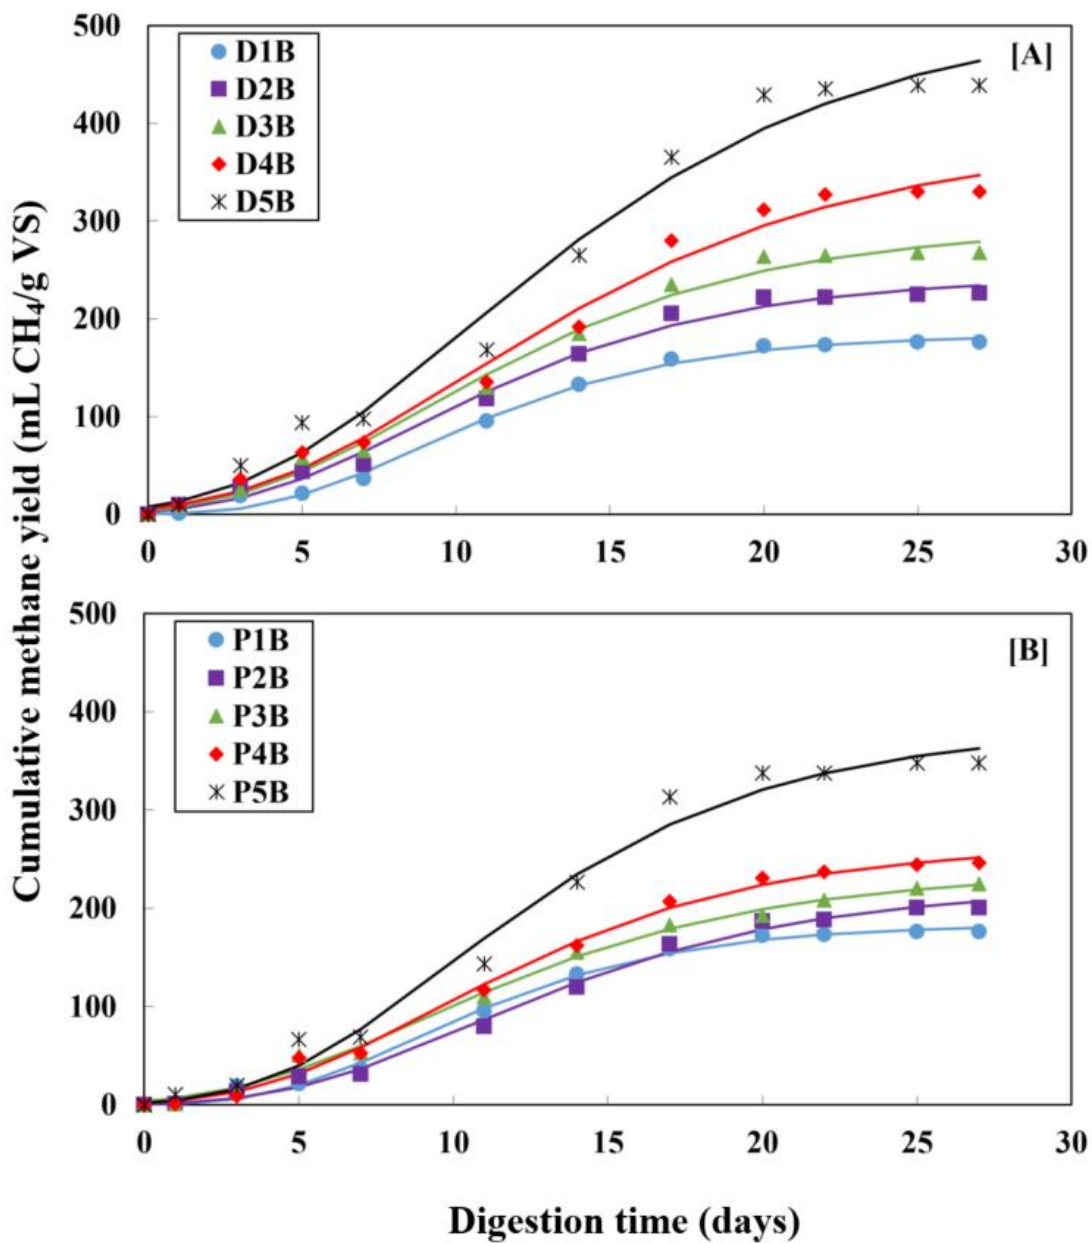 Cumulative methane yield (mL CH₄/g VS)
500
400
300
200
100
0
D1B
D2B
D3B
D4B
D5B
[A]
0 5 10 15 20 25 30
500
400
300
200
100
0
P1B
P2B
P3B
P4B
P5B
[B]
0 5 10 15 20 25 30
Digestion time (days)